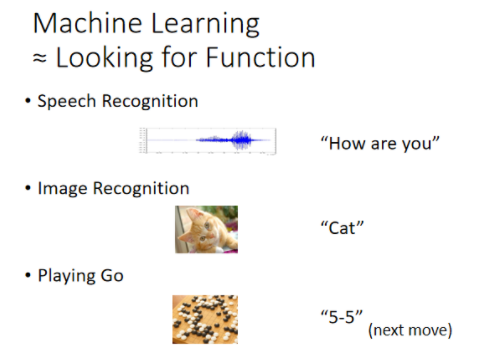 Machine Learning
≈ Looking for Function
• Speech Recognition
“How are you”
• Image Recognition
“Cat”
• Playing Go
“5-5” (next move)